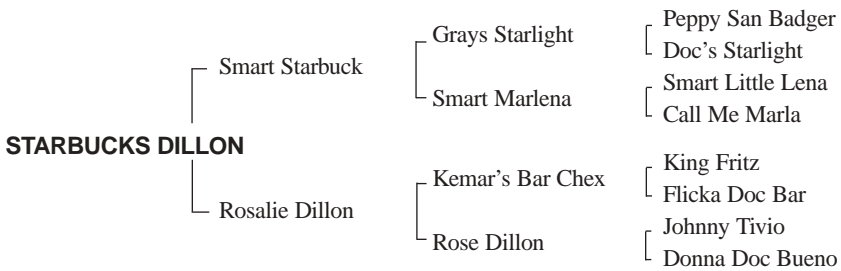 Peppy San Badger
Grays Starlight
Doc's Starlight
Smart Starbuck
Smart Little Lena
Smart Marlena
Call Me Marla
STARBUCKS DILLON
King Fritz
Kemar's Bar Chex
Flicka Doc Bar
Rosalie Dillon
Johnny Tivio
Rose Dillon
Donna Doc Bueno